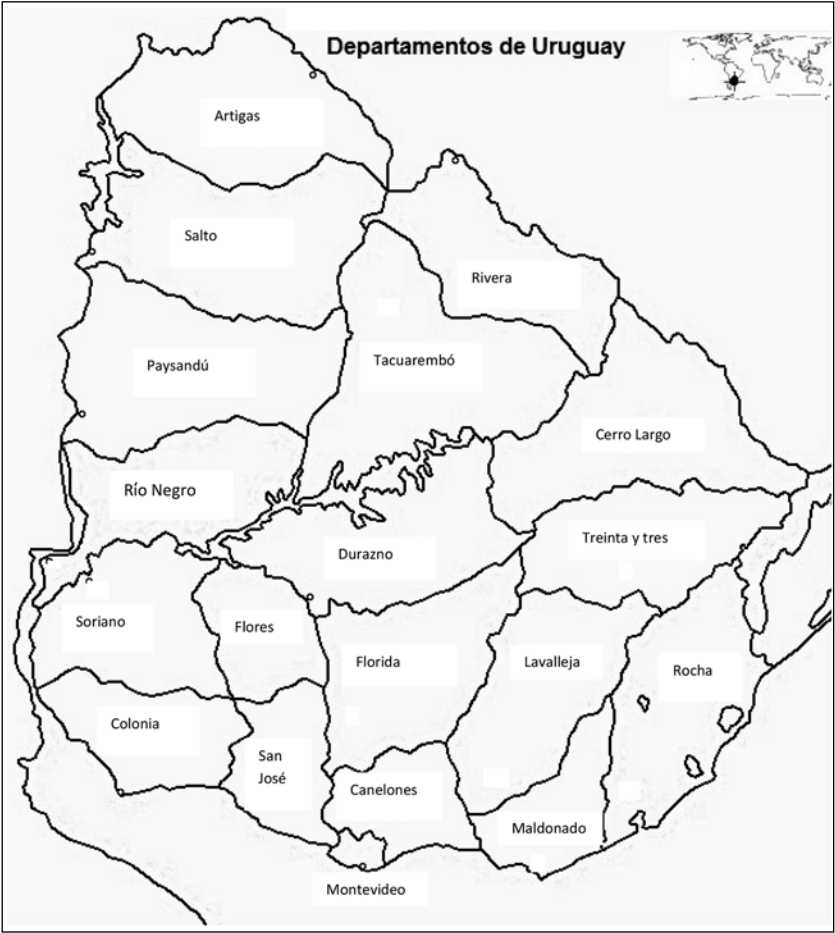 Departamentos de Uruguay
Artigas
Salto
Rivera
Paysandú
Tacuarembó
Cerro Largo
Río Negro
Treinta y tres
Durazno
Soriano
Flores
Florida
Lavalleja
Rocha
Colonia
San
José
Canelones
Maldonado
Montevideo